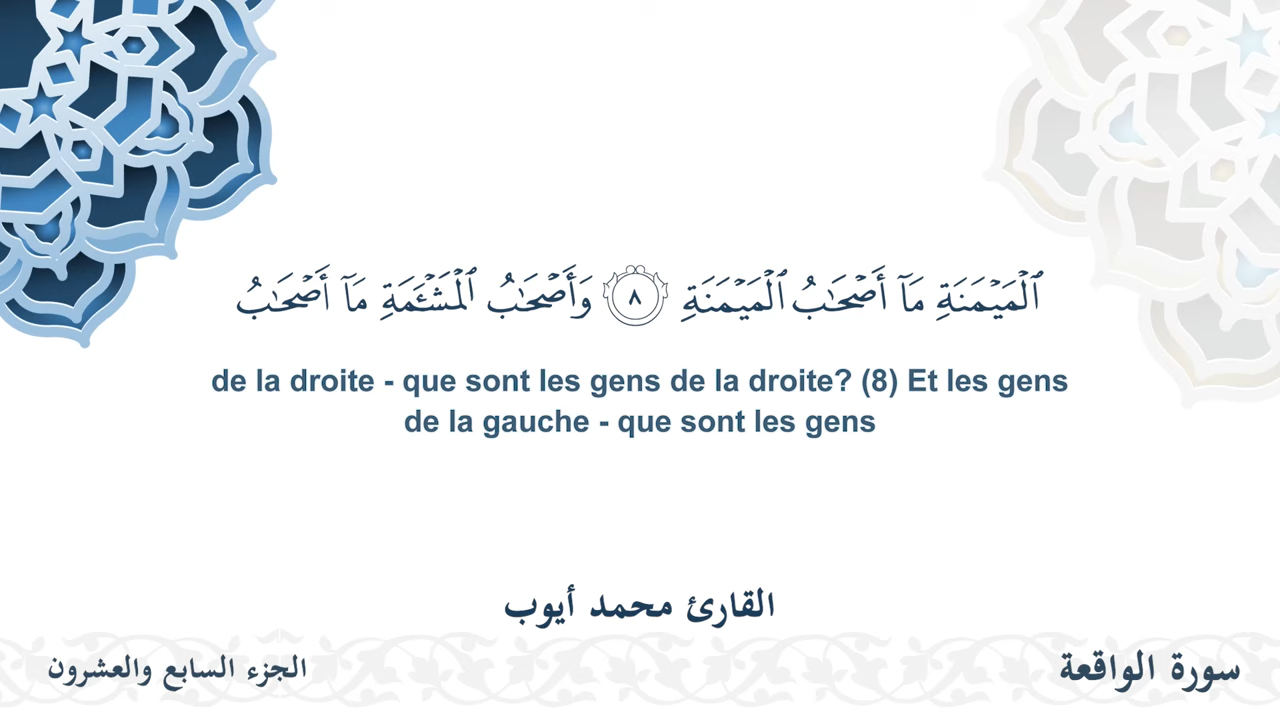 ٱلْمَيْمَنَةِ مَآ أَصْحَٰبُ ٱلْمَيْمَنَةِ ٨ وَأَصْحَٰبُ ٱلْمَشْـَٔمَةِ مَآ أَصْحَٰبُ
de la droite - que sont les gens de la droite? (8) Et les gens
de la gauche - que sont les gens
القارئ محمد أيوب
سورة الواقعة
الجزء السابع والعشرون